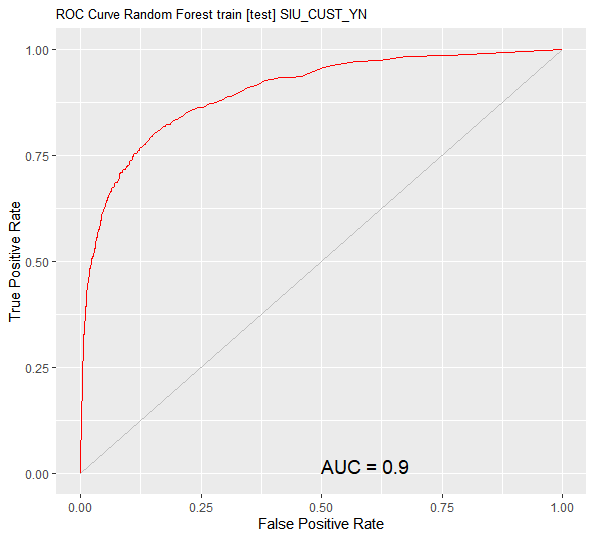 ROC Curve Random Forest train [test] SIU_CUST_YN
1.00
0.75
0.50
0.25
0.00
True Positive Rate
AUC = 0.9
0.00 0.25 0.50 0.75 1.00
False Positive Rate